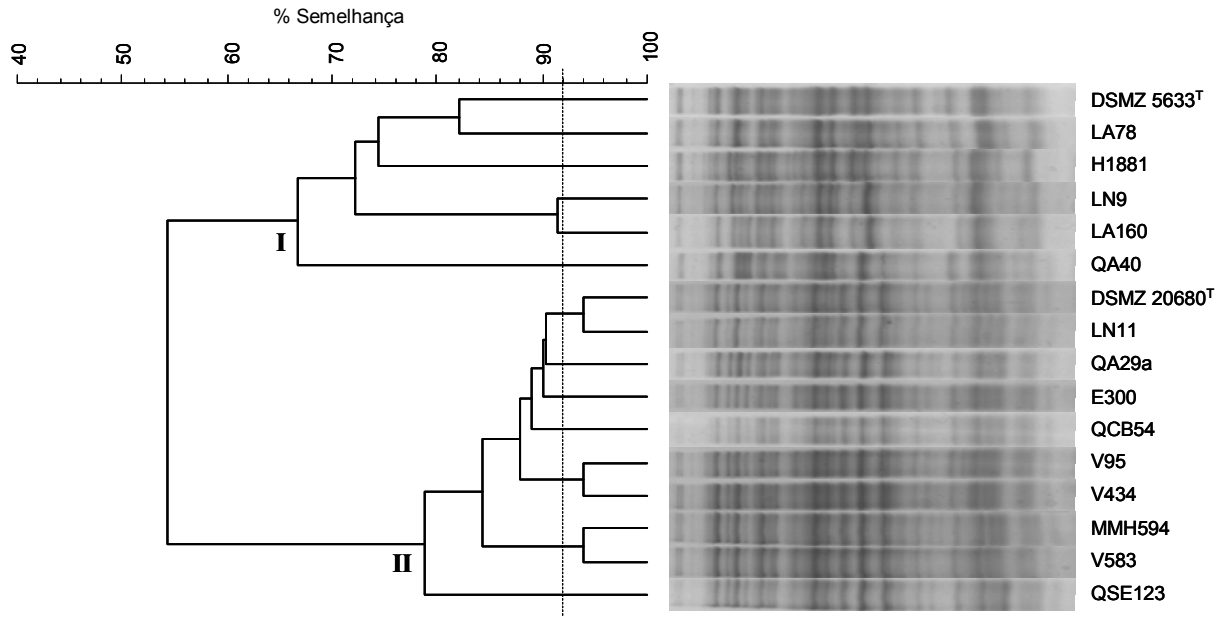 % Semelhança
40 50 60 70 80 90 100
DSMZ 5633ᵀ
LA78
H1881
LN9
LA160
I
QA40
DSMZ 20680ᵀ
LN11
QA29a
E300
QCB54
V95
V434
MMH594
II
V583
QSE123